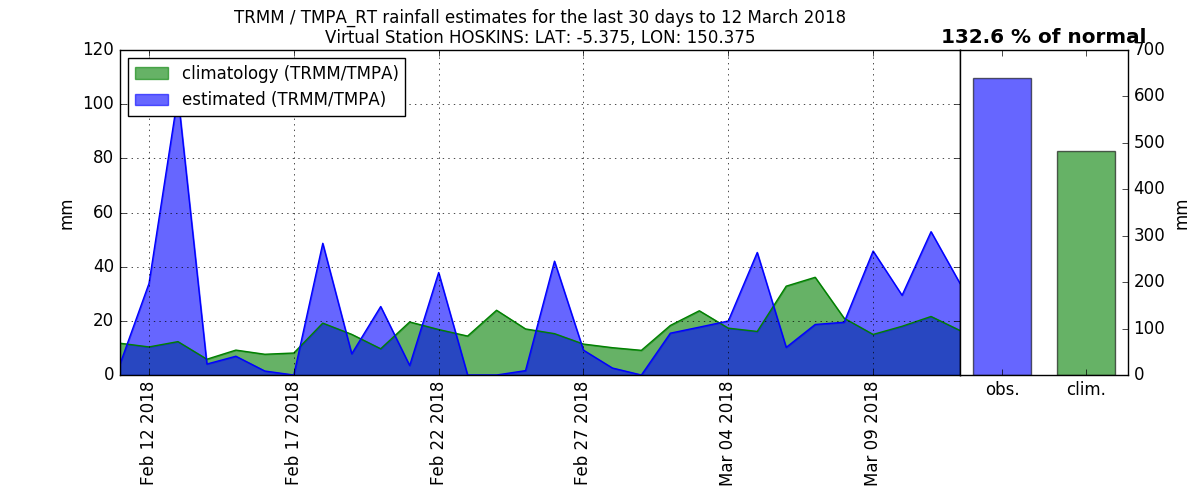 TRMM / TMPA_RT rainfall estimates for the last 30 days to 12 March 2018
Virtual Station HOSKINS: LAT: -5.375, LON: 150.375
132.6 % of normal
climatology (TRMM/TMPA)
estimated (TRMM/TMPA)
120
100
80
60
40
20
0
mm
Feb 12 2018
Feb 17 2018
Feb 22 2018
Feb 27 2018
Mar 04 2018
Mar 09 2018
obs.
clim.
700
600
500
400
300
200
100
0
mm